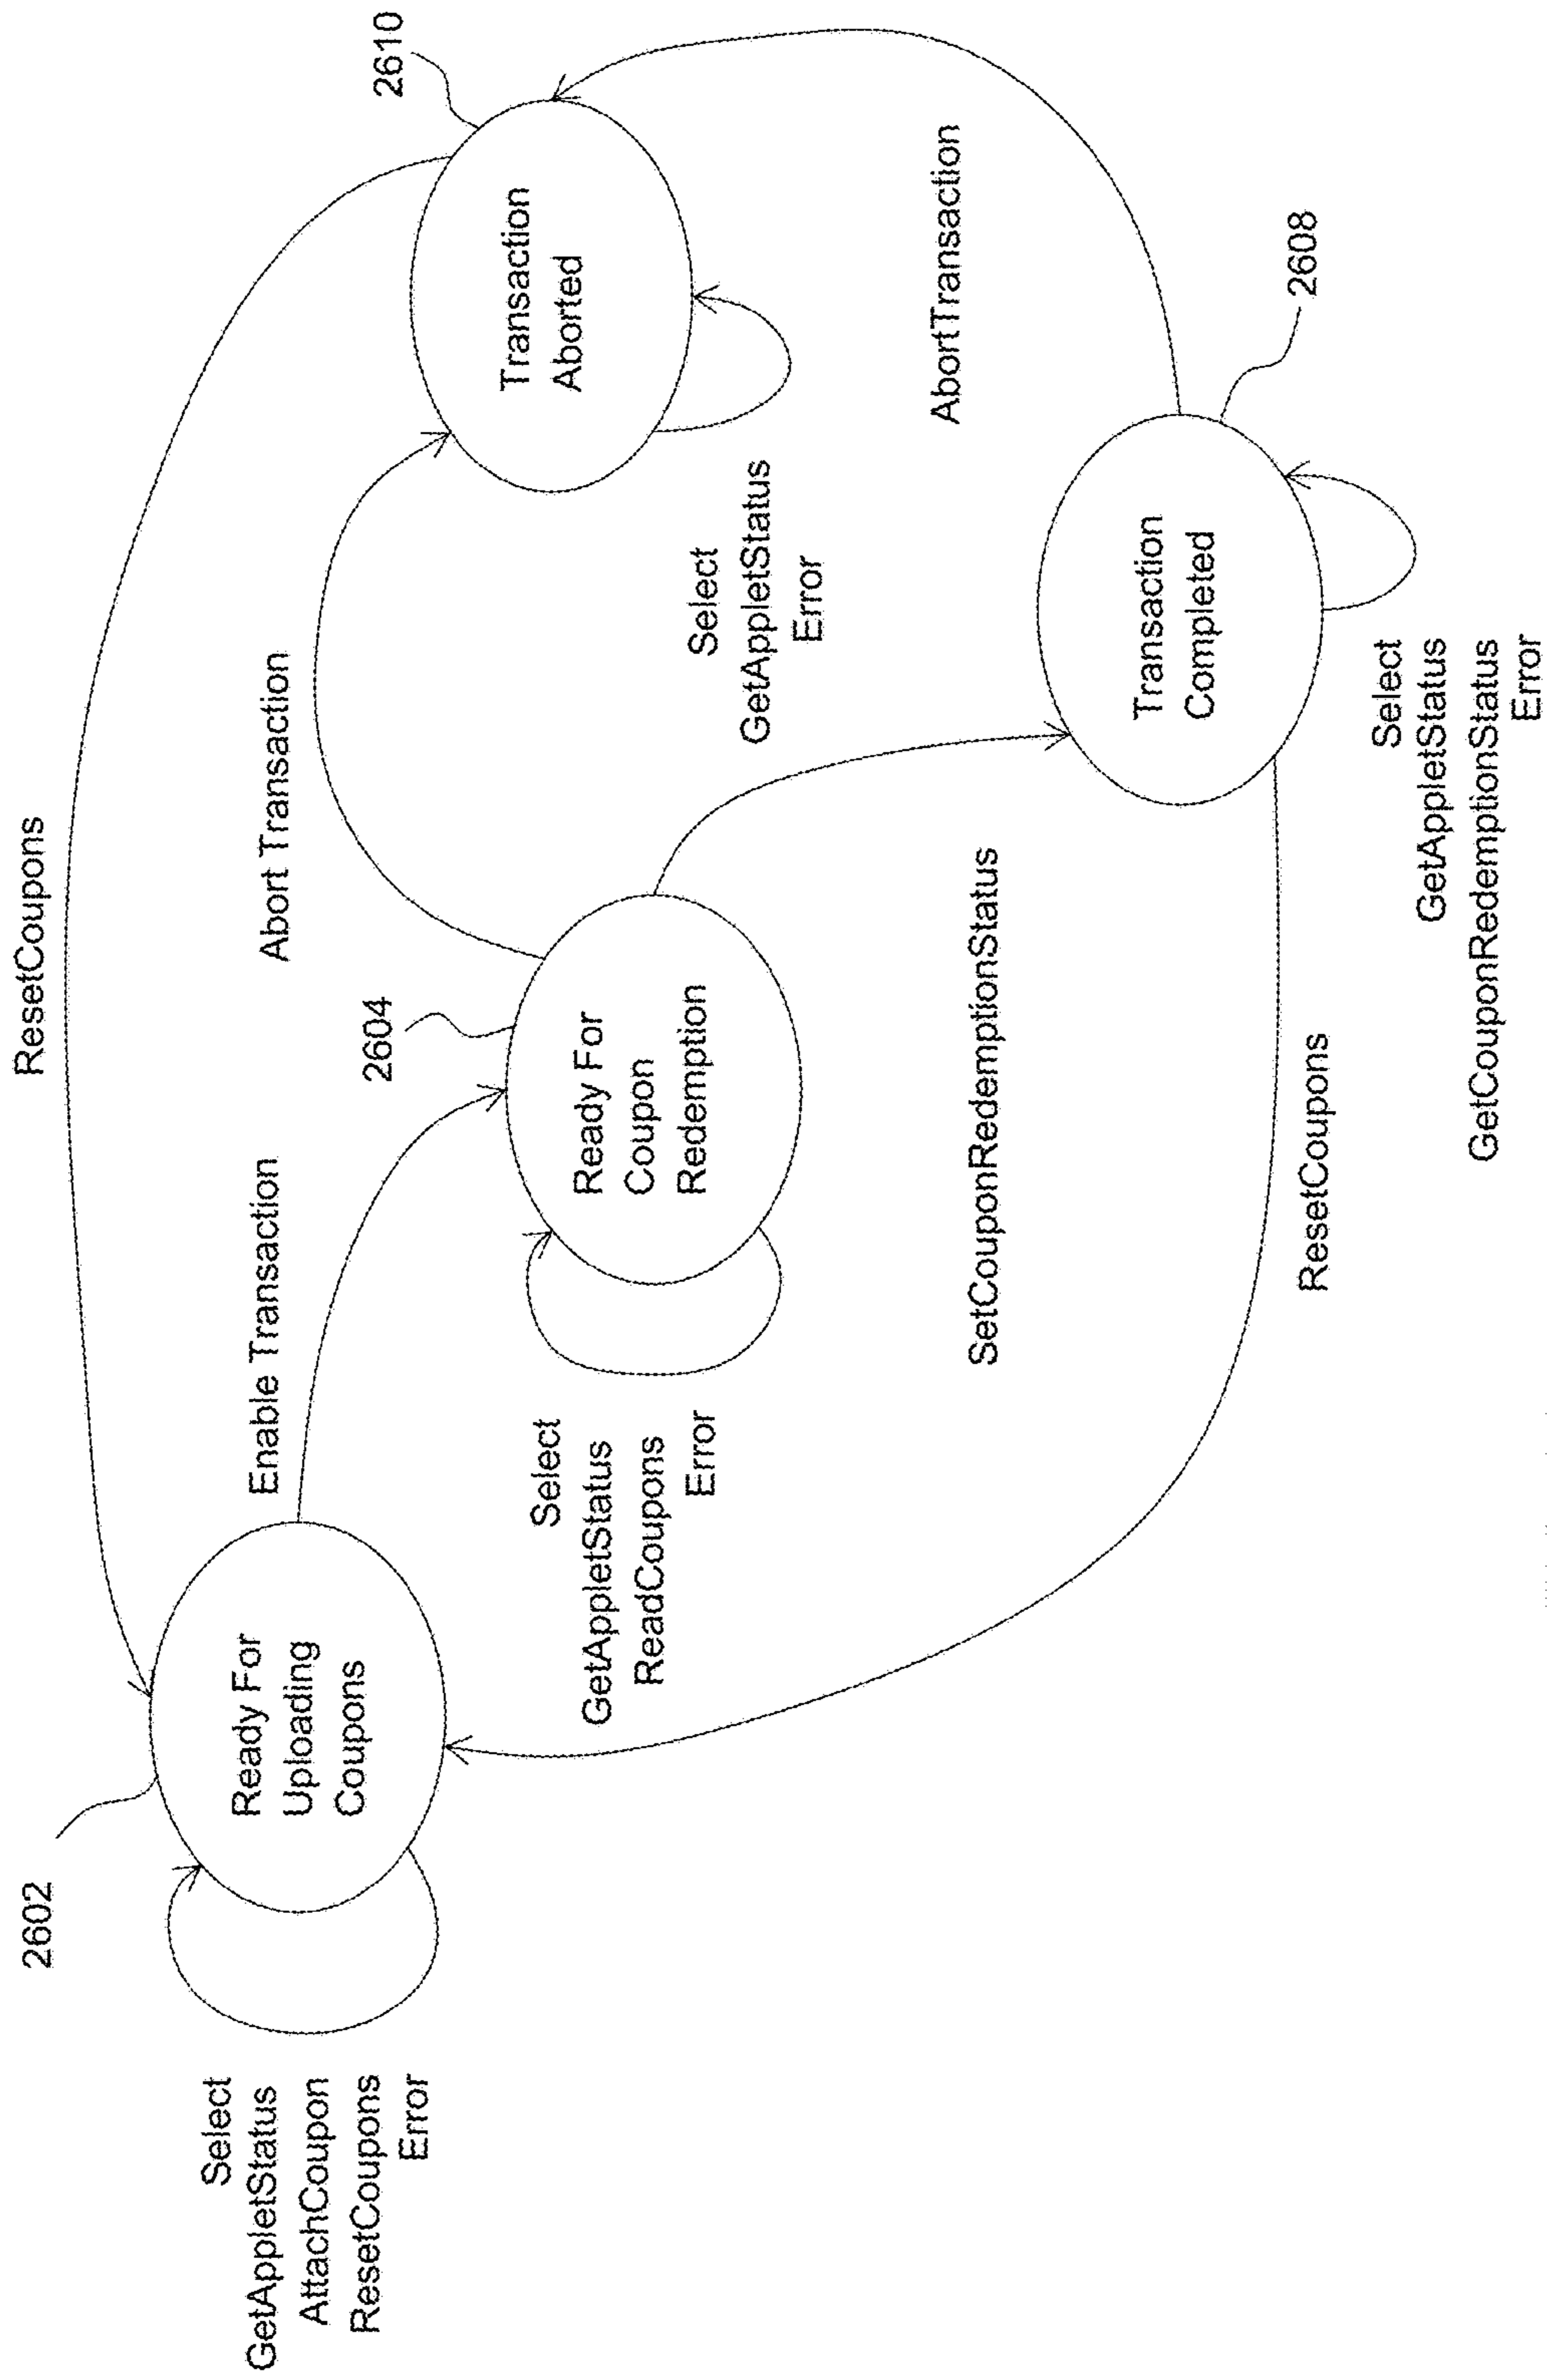 2602
Ready For
Uploading
Coupons
Select
GetAppletStatus
AttachCoupon
ResetCoupons
Error
Enable Transaction
ResetCoupons
2604
Ready For
Coupon
Redemption
Select
GetAppletStatus
ReadCoupons
Error
Abort Transaction
2610
Transaction
Aborted
Select
GetAppletStatus
Error
AbortTransaction
SetCouponRedemptionStatus
2608
Transaction
Completed
Select
GetAppletStatus
GetCouponRedemptionStatus
Error
ResetCoupons